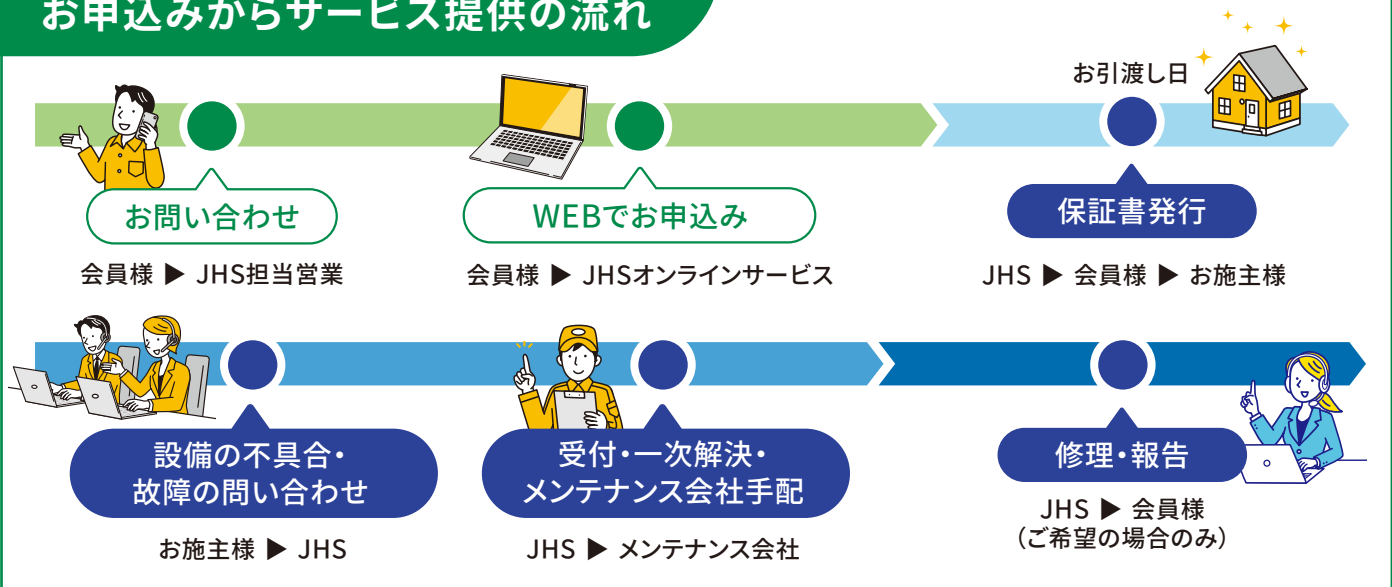 お申込みからサービス提供の流れ
お引渡し日
お問い合わせ
会員様 ▶ JHS担当営業
WEBでお申込み
会員様 ▶ JHSオンラインサービス
保証書発行
JHS ▶ 会員様 ▶ お施主様
設備の不具合・
故障の問い合わせ
お施主様 ▶ JHS
受付・一次解決・
メンテナンス会社手配
JHS ▶ メンテナンス会社
修理・報告
JHS ▶ 会員様
（ご希望の場合のみ）